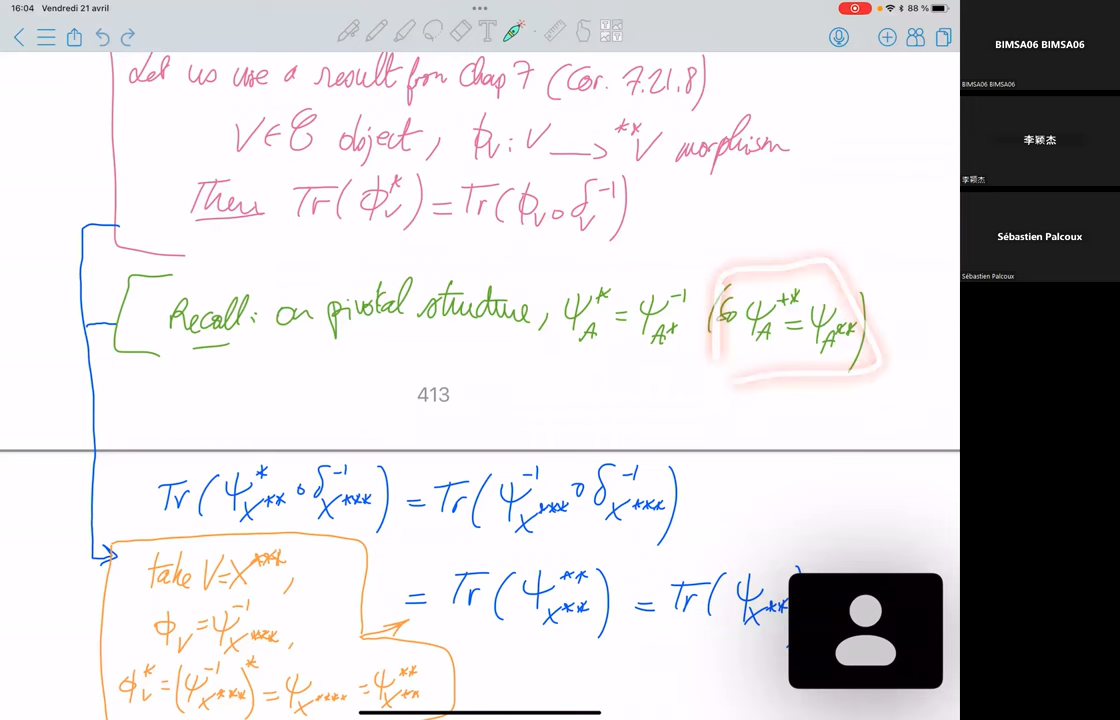 16:04 Vendredi 21 avril
88 %
Let us use a result from Chap 7 (Cor. 7.21.8)
V ∈ C object, ϕ_V : V → **V morphism
Then Tr(ϕ_V^*) = Tr(ϕ_V ∘ δ_V^{-1})
Recall: on pivotal structure, ψ_A^* = ψ_{A^*}^{-1} (so ψ_A^{**} = ψ_{A^{**}})
413
Tr(ψ_{X^{**}}^* ∘ δ_{X^{***}}^{-1}) = Tr(ψ_{X^{***}}^{-1} ∘ δ_{X^{***}}^{-1})
= Tr(ψ_{X^{**}}^{**}) = Tr(ψ_{X^{**}}
take V = X^{***},
ϕ_V = ψ_{X^{***}}^{-1},
ϕ_V^* = (ψ_{X^{***}}^{-1})^* = ψ_{X^{****}} = ψ_{X^{**}}^{**}
BIMSA06 BIMSA06
BIMSA06 BIMSA06
李颖杰
李颖杰
Sébastien Palcoux
Sébastien Palcoux